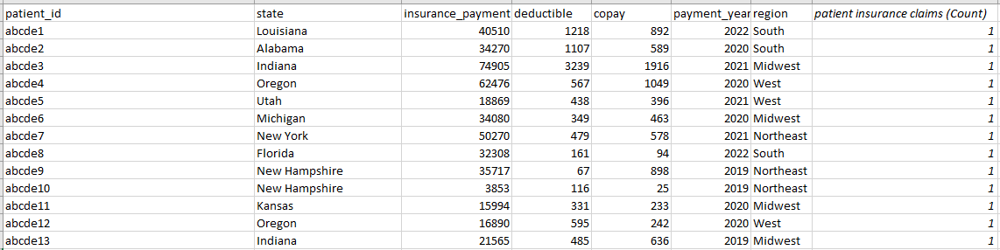 patient_id state insurance_payment deductible copay payment_year region patient insurance claims (Count)
abcde1 Louisiana 40510 1218 892 2022 South 1
abcde2 Alabama 34270 1107 589 2020 South 1
abcde3 Indiana 74905 3239 1916 2021 Midwest 1
abcde4 Oregon 62476 567 1049 2020 West 1
abcde5 Utah 18869 438 396 2021 West 1
abcde6 Michigan 34080 349 463 2020 Midwest 1
abcde7 New York 50270 479 578 2021 Northeast 1
abcde8 Florida 32308 161 94 2022 South 1
abcde9 New Hampshire 35717 67 898 2019 Northeast 1
abcde10 New Hampshire 3853 116 25 2019 Northeast 1
abcde11 Kansas 15994 331 233 2020 Midwest 1
abcde12 Oregon 16890 595 242 2020 West 1
abcde13 Indiana 21565 485 636 2019 Midwest 1